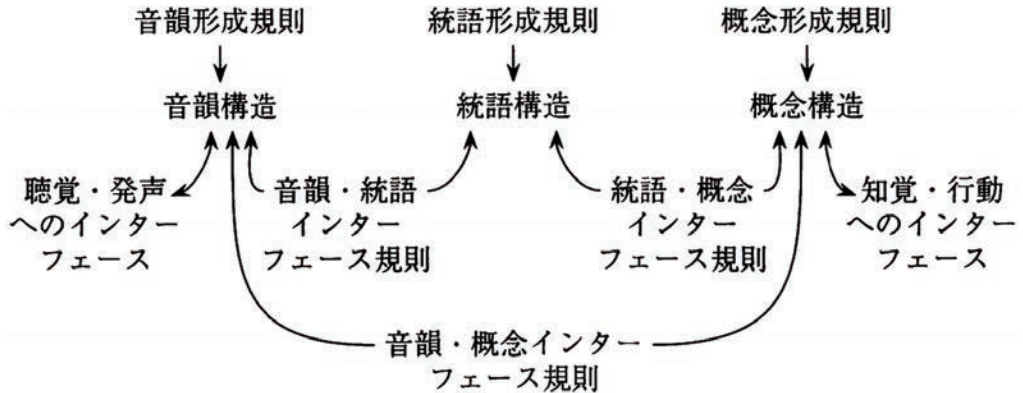 音韻形成規則
統語形成規則
概念形成規則
音韻構造
統語構造
概念構造
聴覚・発声
へのインター
フェース
音韻・統語
インター
フェース規則
統語・概念
インター
フェース規則
知覚・行動
へのインター
フェース
音韻・概念インター
フェース規則